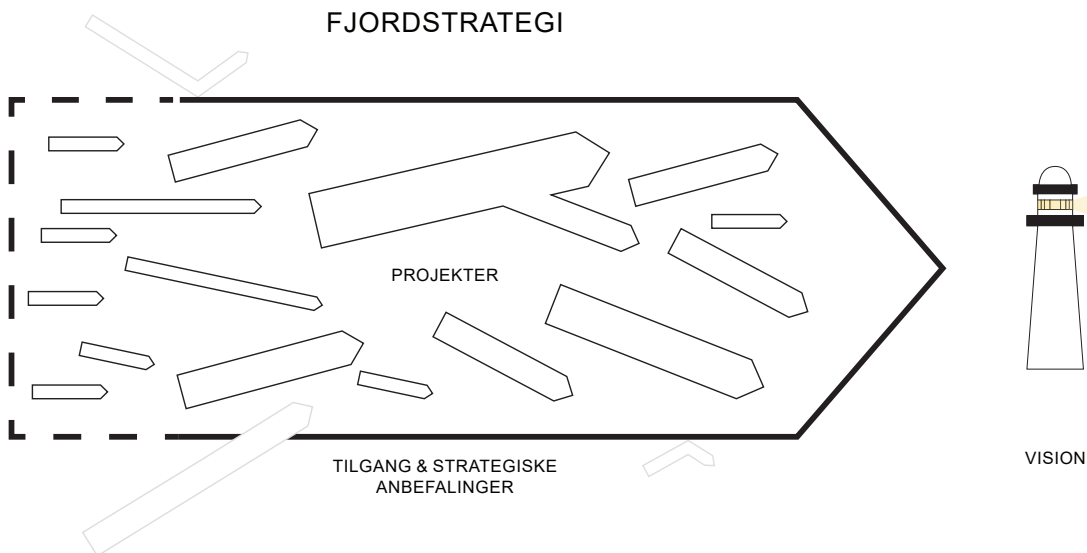 FJORDSTRATEGI
PROJEKTER
TILGANG & STRATEGISKE
ANBEFALINGER
VISION